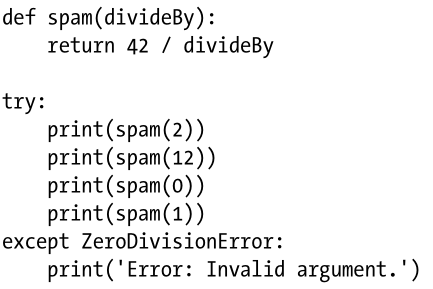 def spam(divideBy):
    return 42 / divideBy

try:
    print(spam(2))
    print(spam(12))
    print(spam(0))
    print(spam(1))
except ZeroDivisionError:
    print('Error: Invalid argument.')